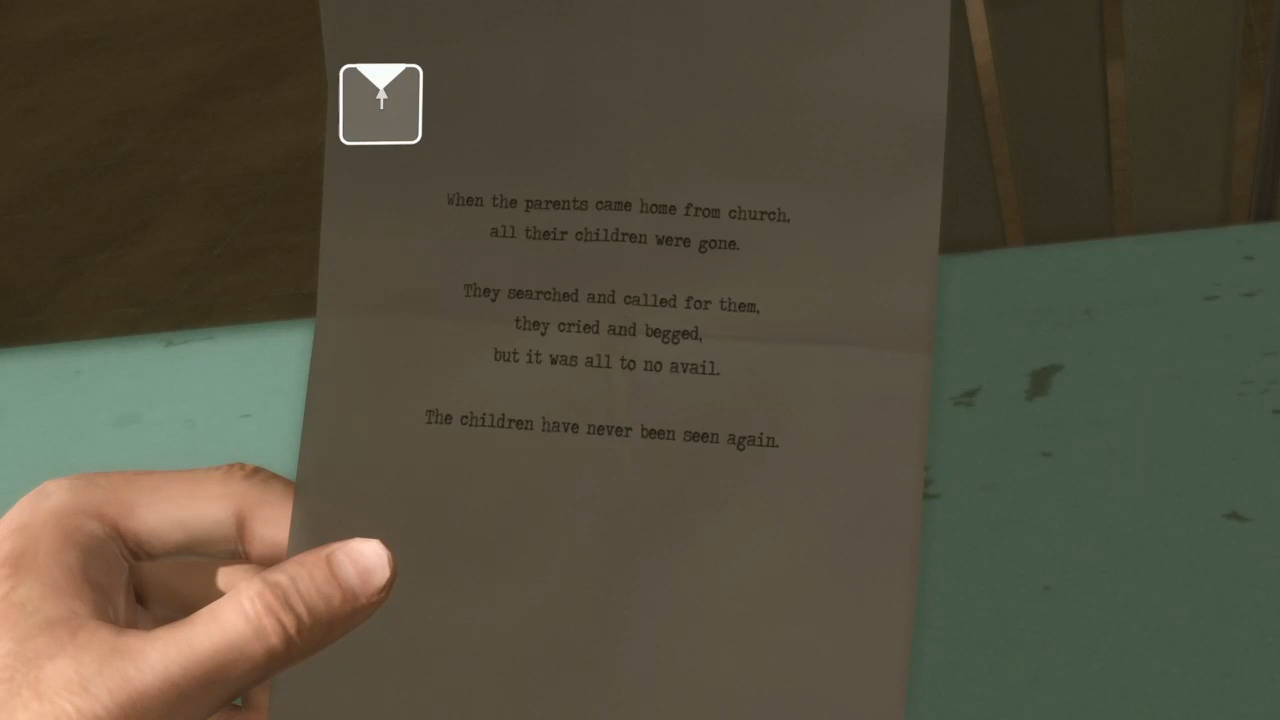 When the parents came home from church,
all their children were gone.
They searched and called for them,
they cried and begged,
but it was all to no avail.
The children have never been seen again.